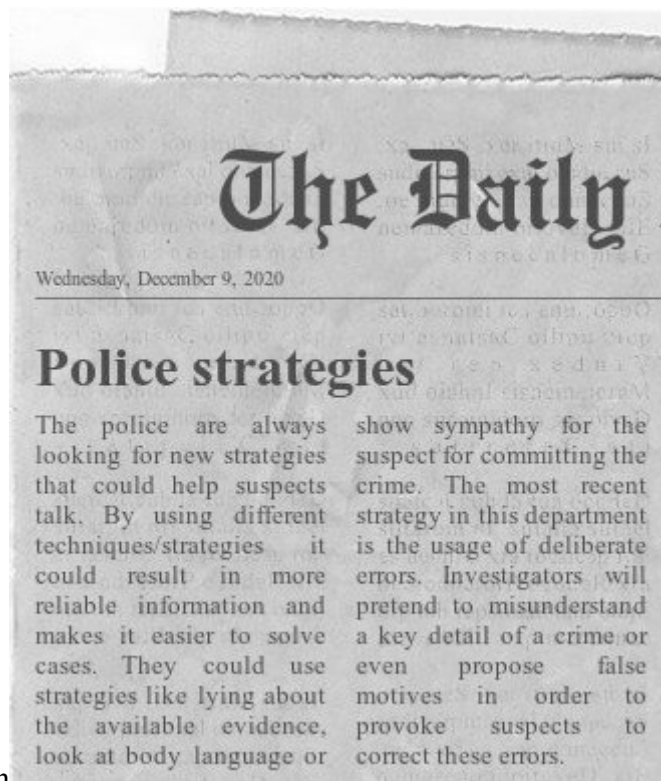 The Daily
Wednesday, December 9, 2020
Police strategies
The police are always
looking for new strategies
that could help suspects
talk. By using different
techniques/strategies it
could result in more
reliable information and
makes it easier to solve
cases. They could use
strategies like lying about
the available evidence,
look at body language or
show sympathy for the
suspect for committing the
crime. The most recent
strategy in this department
is the usage of deliberate
errors. Investigators will
pretend to misunderstand
a key detail of a crime or
even propose false
motives in order to
provoke suspects to
correct these errors.